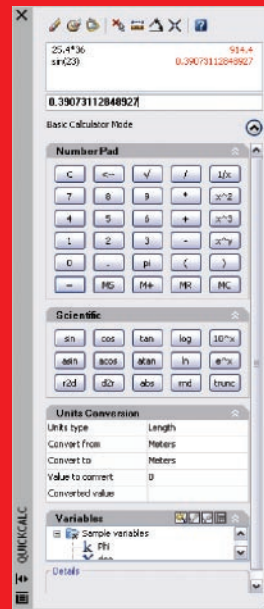 25.4*36 914.4
sin(23) 0.39073112848927
0.39073112848927
Basic Calculator Mode
Number Pad
C <-- √ / 1/x
7 8 9 * x^2
4 5 6 + x^3
1 2 3 - x^y
0 . pi ( )
= MS M+ MR MC
Scientific
sin cos tan log 10^x
asin acos atan ln e^x
r2d d2r abs rnd trunc
Units Conversion
Units type Length
Convert from Meters
Convert to Meters
Value to convert 0
Converted value
Variables
Sample variables
Phi
Details
QUICKCALC